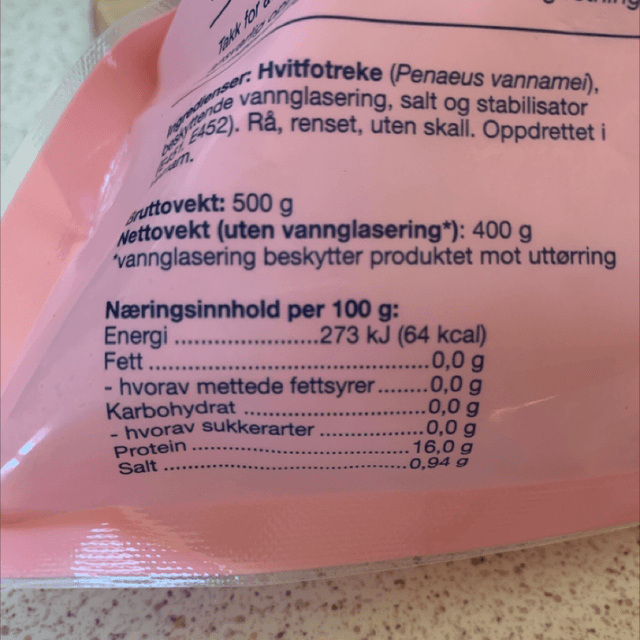 Takk for a
Ingredienser: Hvitfotreke (Penaeus vannamei),
beskyttende vannglasering, salt og stabilisator
E452). Rå, renset, uten skall. Oppdrettet i
Bruttovekt: 500 g
Nettovekt (uten vannglasering*): 400 g
*vannglasering beskytter produktet mot uttørring
Næringsinnhold per 100 g:
Energi ........................273 kJ (64 kcal)
Fett ................................................0,0 g
- hvorav mettede fettsyrer ........0,0 g
Karbohydrat ................................0,0 g
- hvorav sukkerarter ..................0,0 g
Protein ........................................ 16,0 g
Salt ............................................. 0,94 g